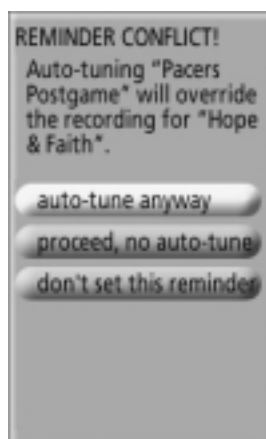 REMINDER CONFLICT!
Auto-tuning "Pacers
Postgame" will override
the recording for "Hope
& Faith".
auto-tune anyway
proceed, no auto-tune
don't set this reminder